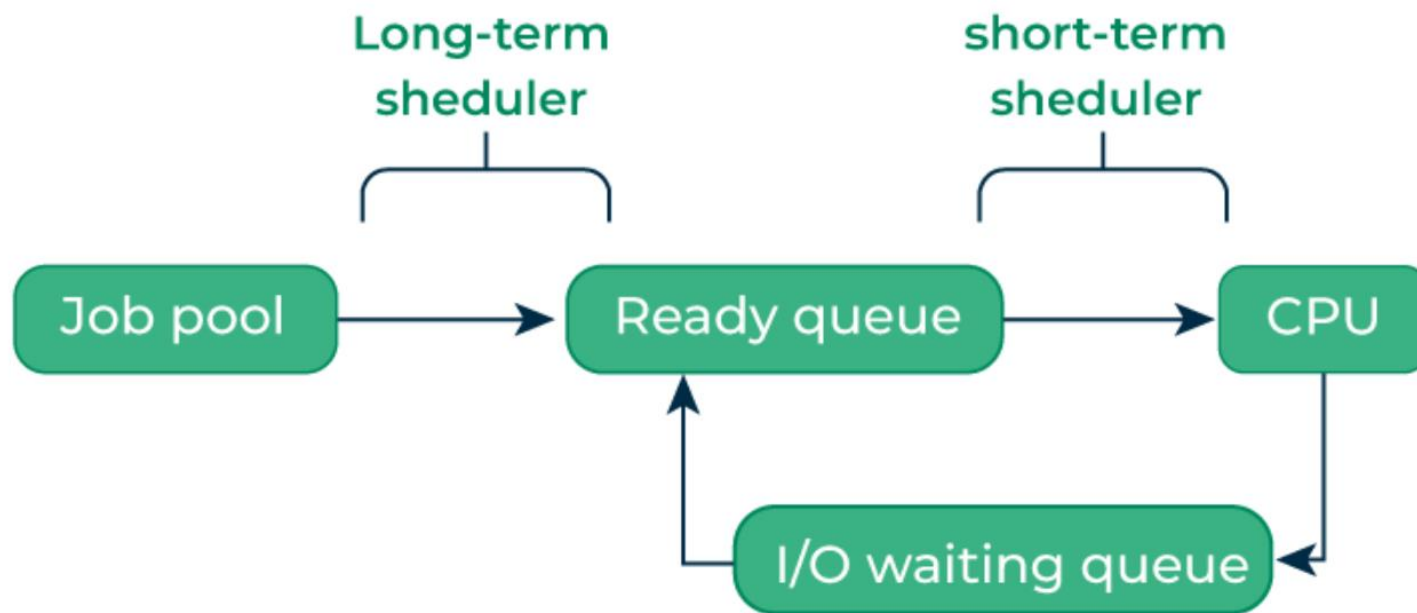 Long-term
sheduler
short-term
sheduler
Job pool
Ready queue
CPU
I/O waiting queue